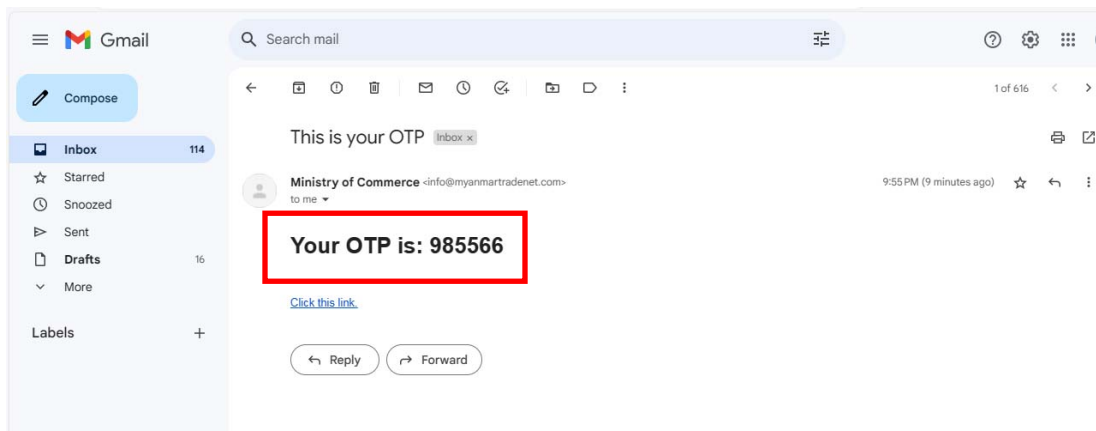 Gmail
Search mail
Compose
1 of 616
This is your OTP Inbox ×
Inbox 114
Starred
Ministry of Commerce <info@myanmartradenet.com> 9:55 PM (9 minutes ago)
to me
Snoozed
Sent
Your OTP is: 985566
Drafts 16
More
Click this link.
Labels +
Reply Forward